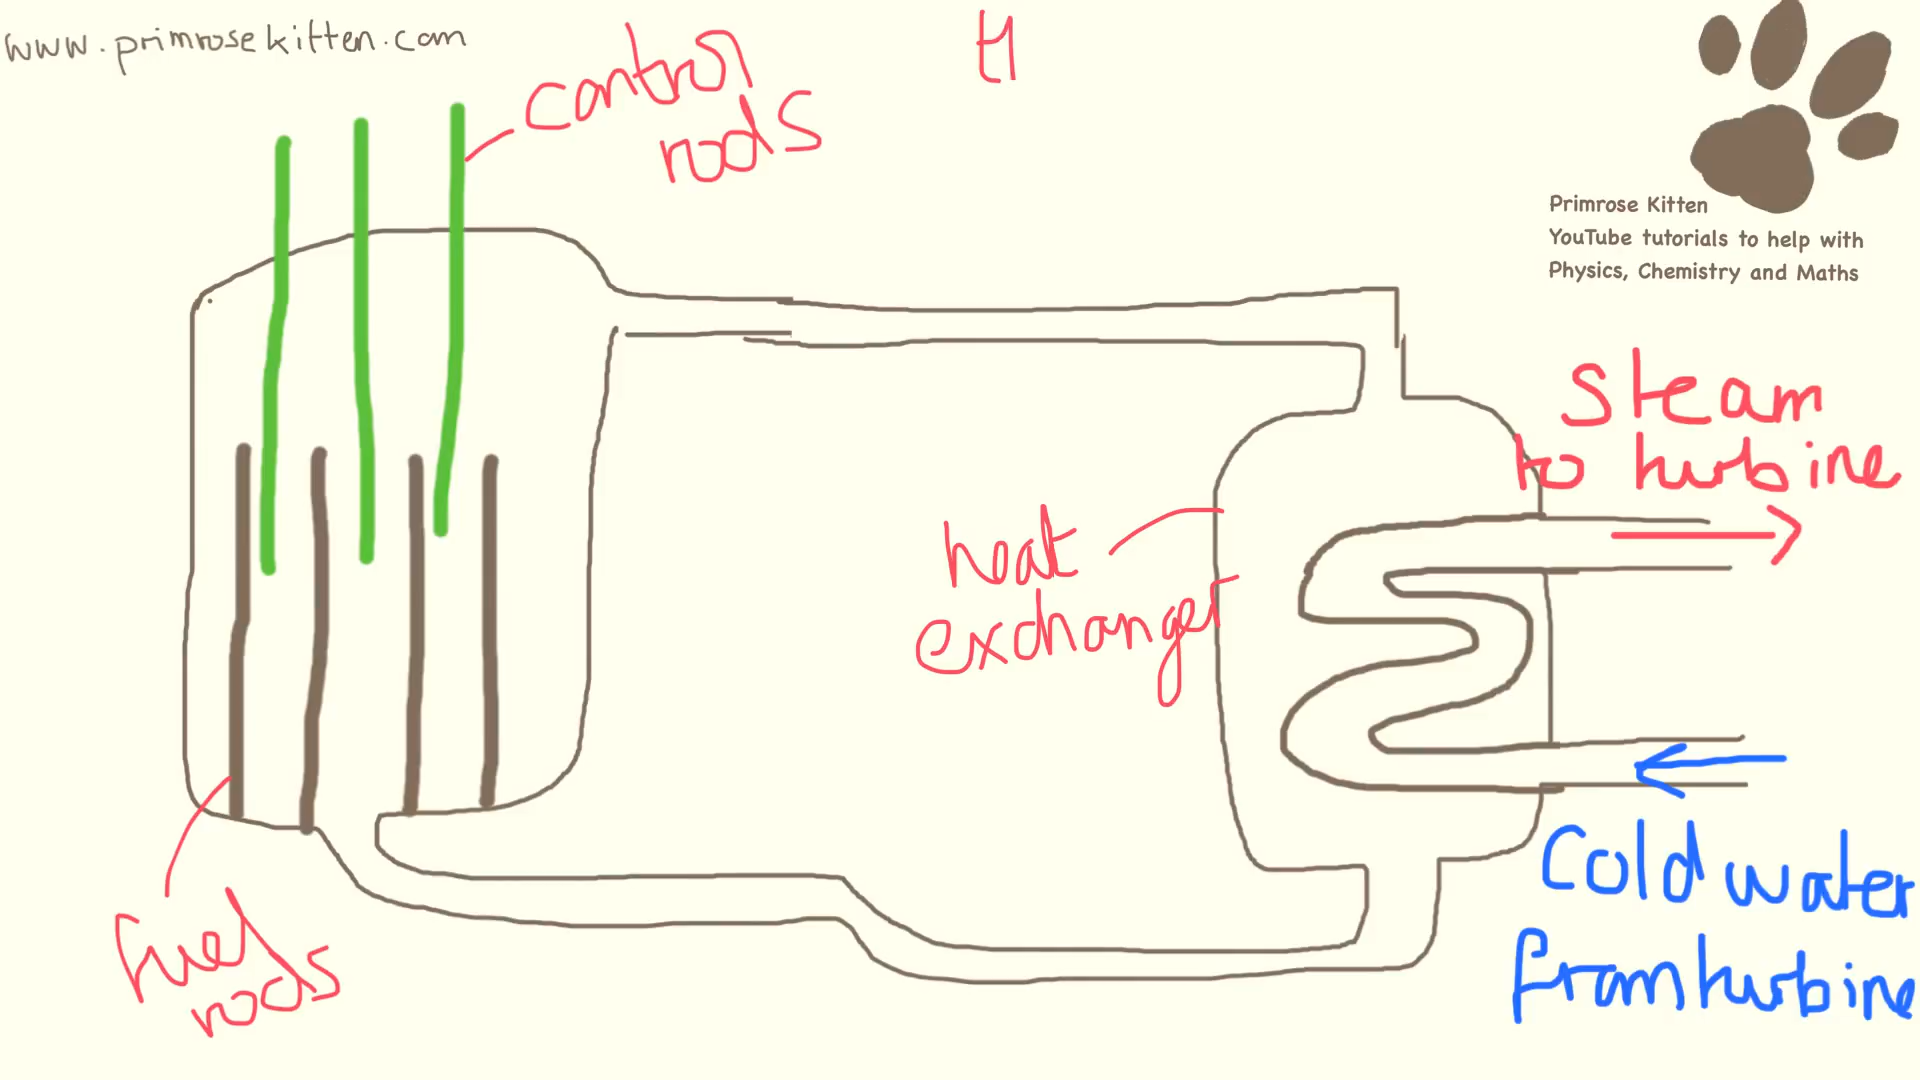 www.primrosekitten.com
control
rods
H
Primrose Kitten
YouTube tutorials to help with
Physics, Chemistry and Maths
Steam
to turbine
heat
exchanger
Cold water
from turbine
fuel
rods